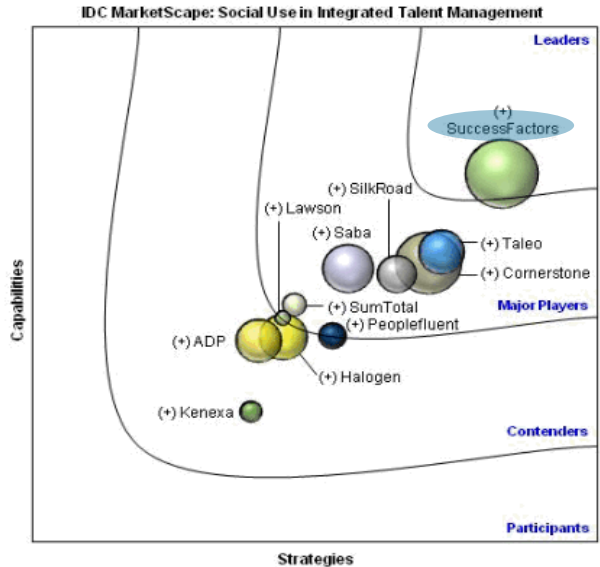 IDC MarketScape: Social Use in Integrated Talent Management
Leaders
(+)
SuccessFactors
(+) SilkRoad
(+) Lawson
(+) Saba
(+) Taleo
(+) Cornerstone
(+) SumTotal
Major Players
(+) Peoplefluent
(+) ADP
(+) Halogen
(+) Kenexa
Contenders
Participants
Capabilities
Strategies